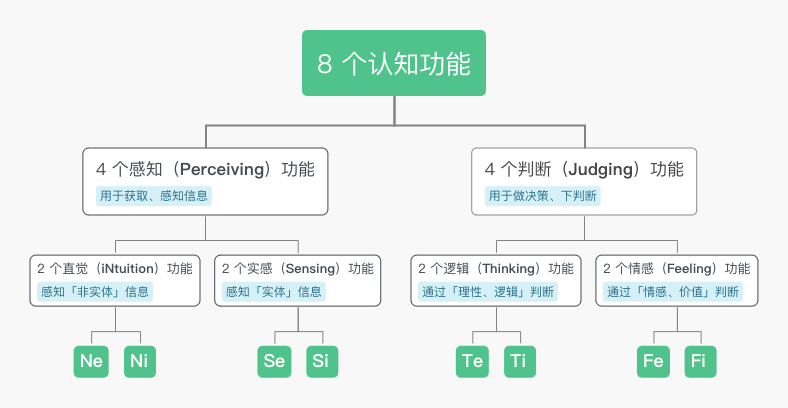 8 个认知功能
4 个感知（Perceiving）功能
用于获取、感知信息
4 个判断（Judging）功能
用于做决策、下判断
2 个直觉（iNtuition）功能
感知「非实体」信息
2 个实感（Sensing）功能
感知「实体」信息
2 个逻辑（Thinking）功能
通过「理性、逻辑」判断
2 个情感（Feeling）功能
通过「情感、价值」判断
Ne
Ni
Se
Si
Te
Ti
Fe
Fi